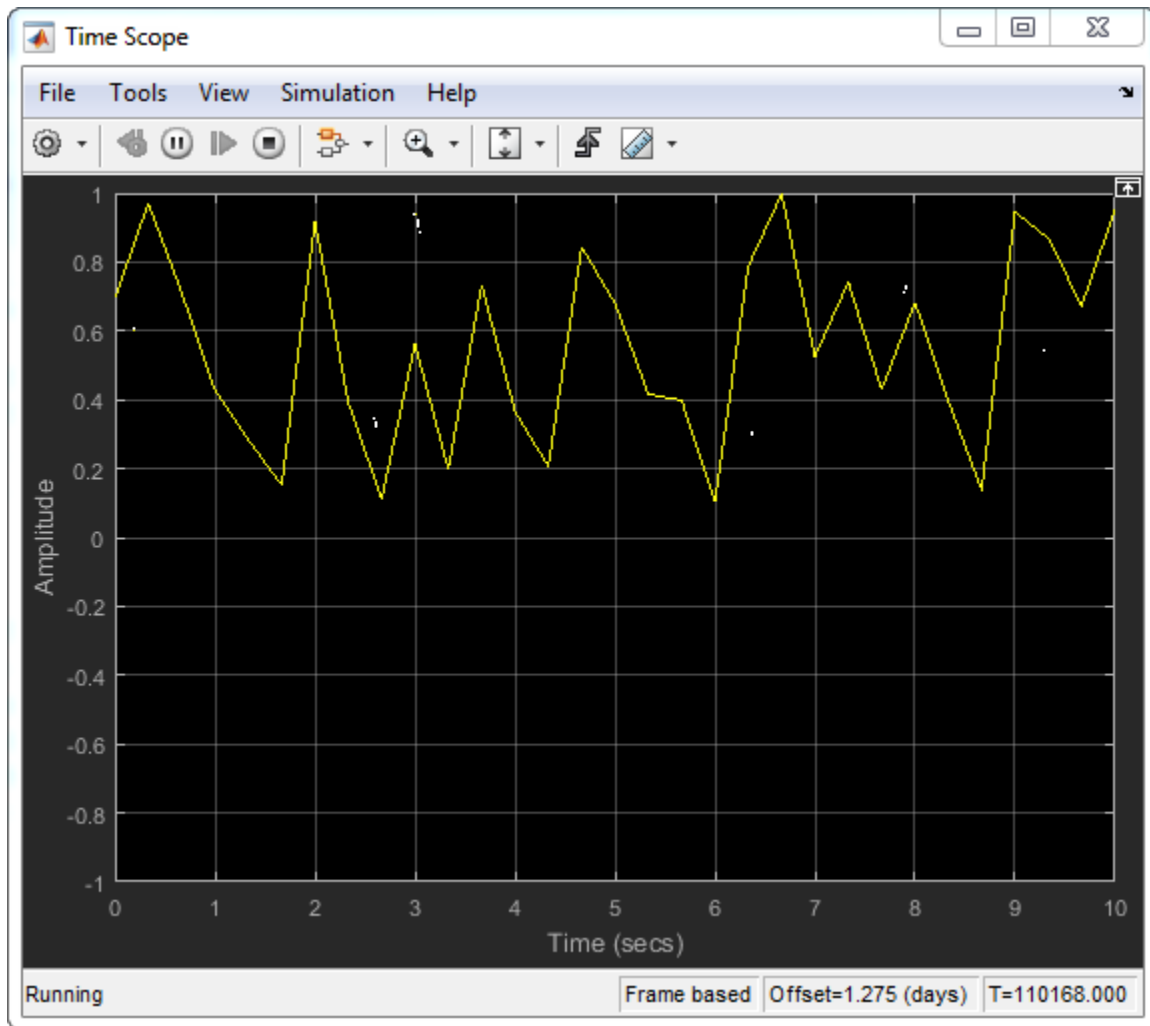 Time Scope
File Tools View Simulation Help
1
0.8
0.6
0.4
0.2
0
-0.2
-0.4
-0.6
-0.8
-1
Amplitude
0 1 2 3 4 5 6 7 8 9 10
Time (secs)
Running Frame based Offset=1.275 (days) T=110168.000